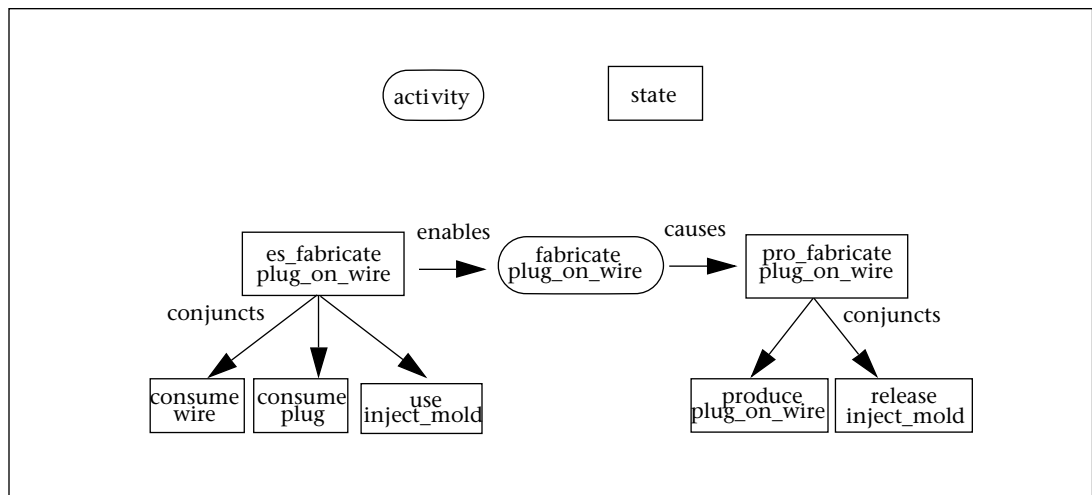 activity
state
enables
causes
es_fabricate
plug_on_wire
fabricate
plug_on_wire
pro_fabricate
plug_on_wire
conjuncts
conjuncts
consume
wire
consume
plug
use
inject_mold
produce
plug_on_wire
release
inject_mold